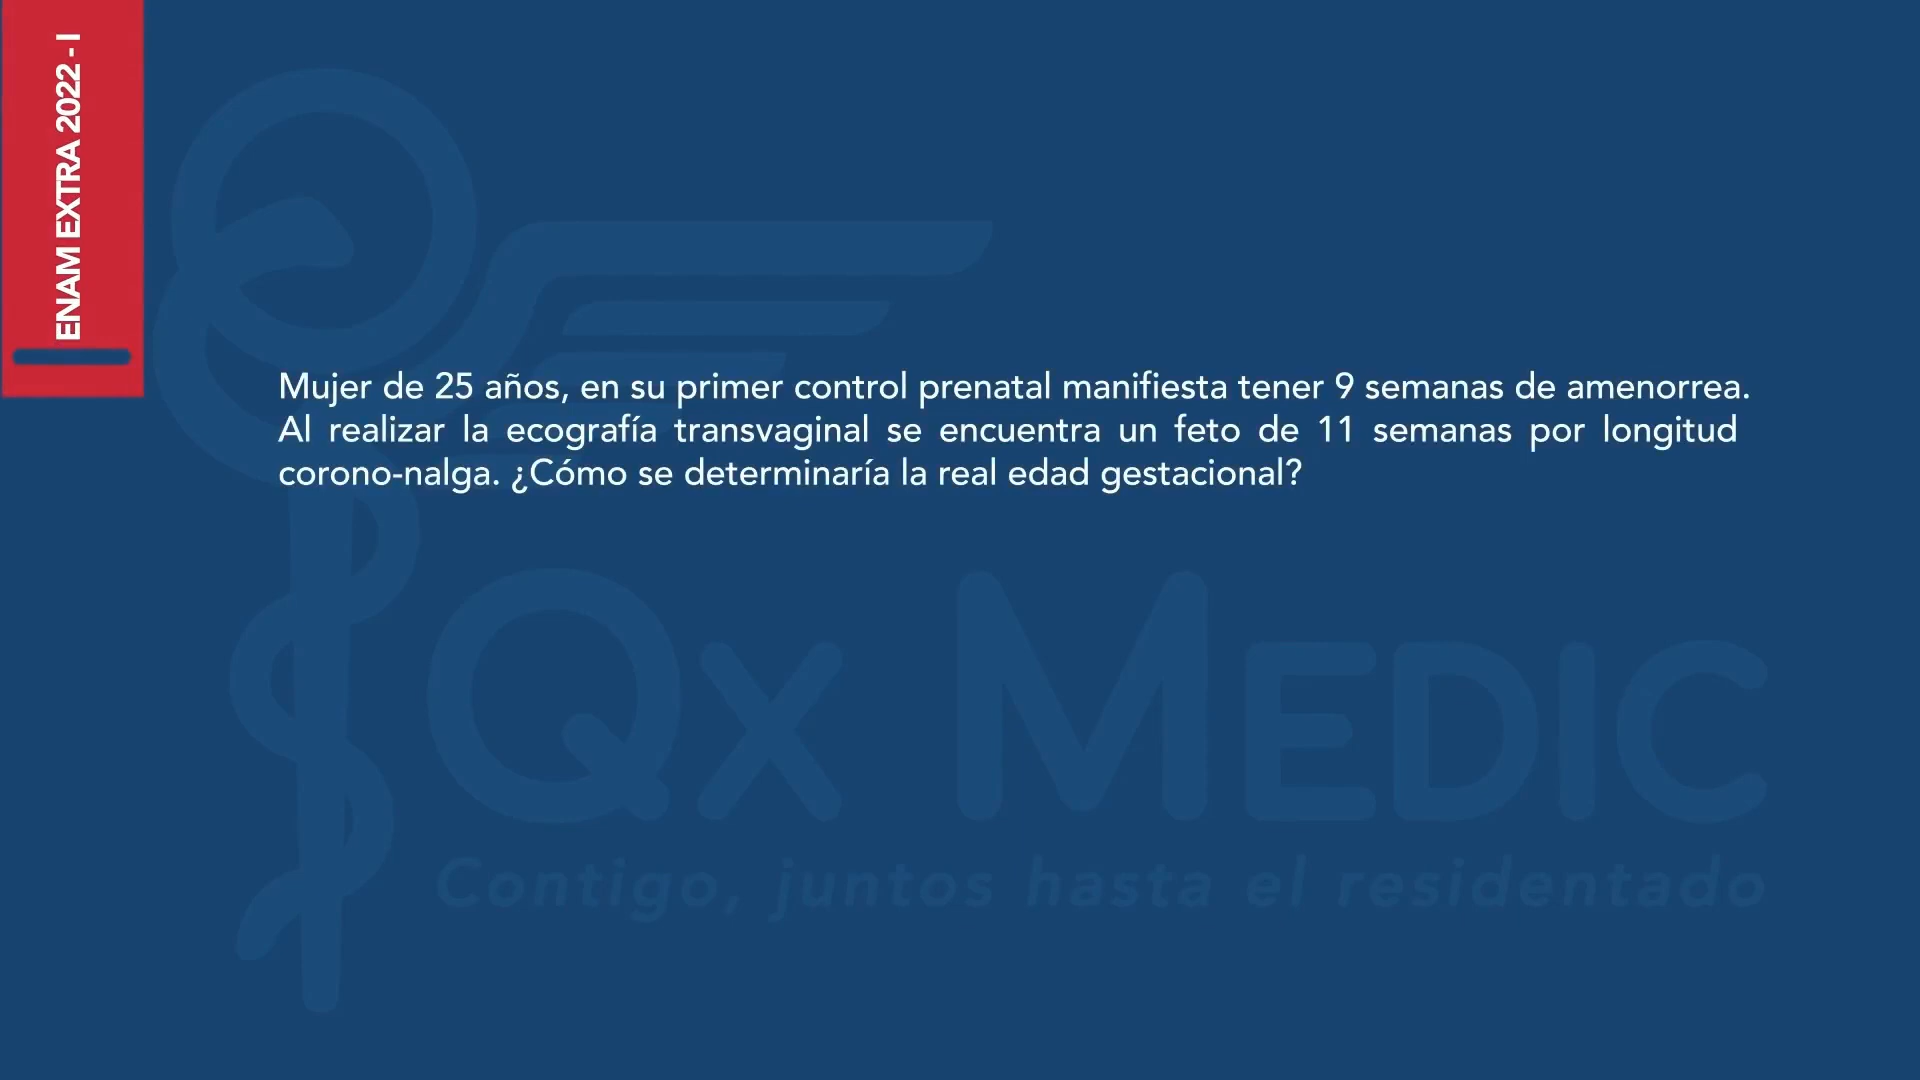 ENAM EXTRA 2022 - I
Mujer de 25 años, en su primer control prenatal manifiesta tener 9 semanas de amenorrea.
Al realizar la ecografía transvaginal se encuentra un feto de 11 semanas por longitud
corono-nalga. ¿Cómo se determinaría la real edad gestacional?
Qx MEDIC
Contigo, juntos hasta el residentado